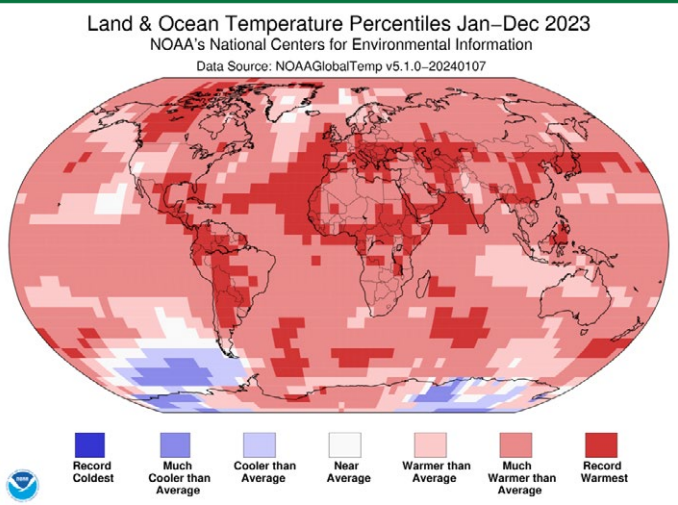 Land & Ocean Temperature Percentiles Jan–Dec 2023
NOAA's National Centers for Environmental Information
Data Source: NOAAGlobalTemp v5.1.0–20240107
Record
Coldest
Much
Cooler than
Average
Cooler than
Average
Near
Average
Warmer than
Average
Much
Warmer than
Average
Record
Warmest